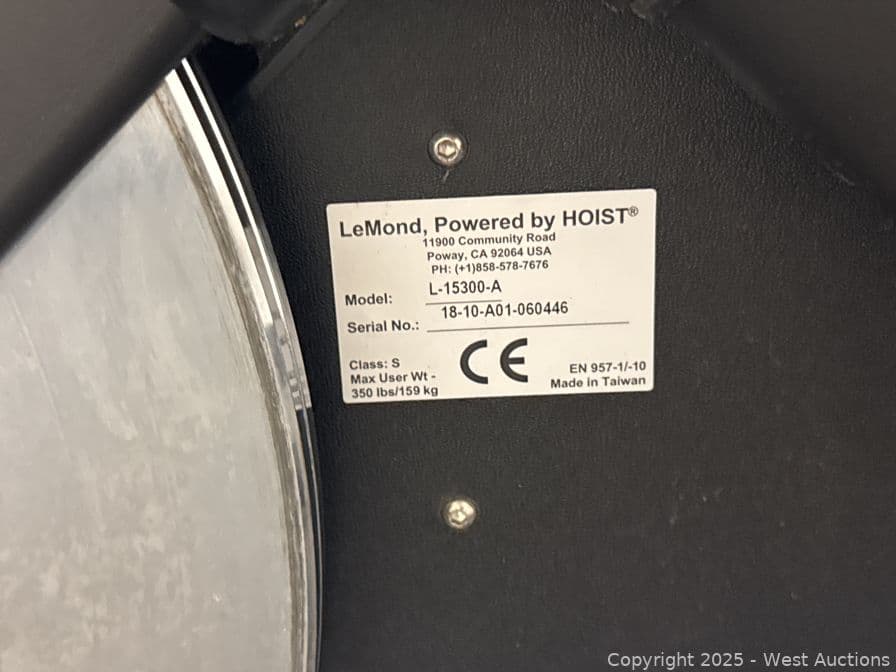 LeMond, Powered by HOIST®
11900 Community Road
Poway, CA 92064 USA
PH: (+1)858-578-7676
Model: L-15300-A
Serial No.: 18-10-A01-060446
Class: S
Max User Wt -
350 lbs/159 kg
CE
EN 957-1/-10
Made in Taiwan
Copyright 2025 - West Auctions